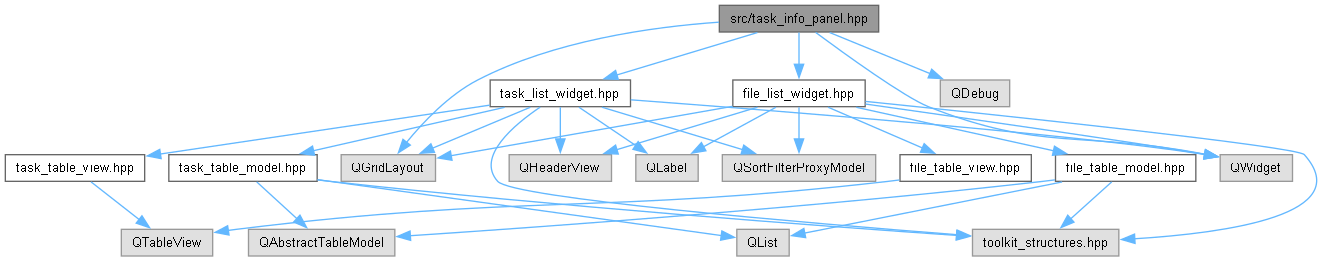 src/task_info_panel.hpp
task_list_widget.hpp
file_list_widget.hpp
QDebug
task_table_view.hpp
task_table_model.hpp
QGridLayout
QHeaderView
QLabel
QSortFilterProxyModel
file_table_view.hpp
file_table_model.hpp
QWidget
QTableView
QAbstractTableModel
QList
toolkit_structures.hpp